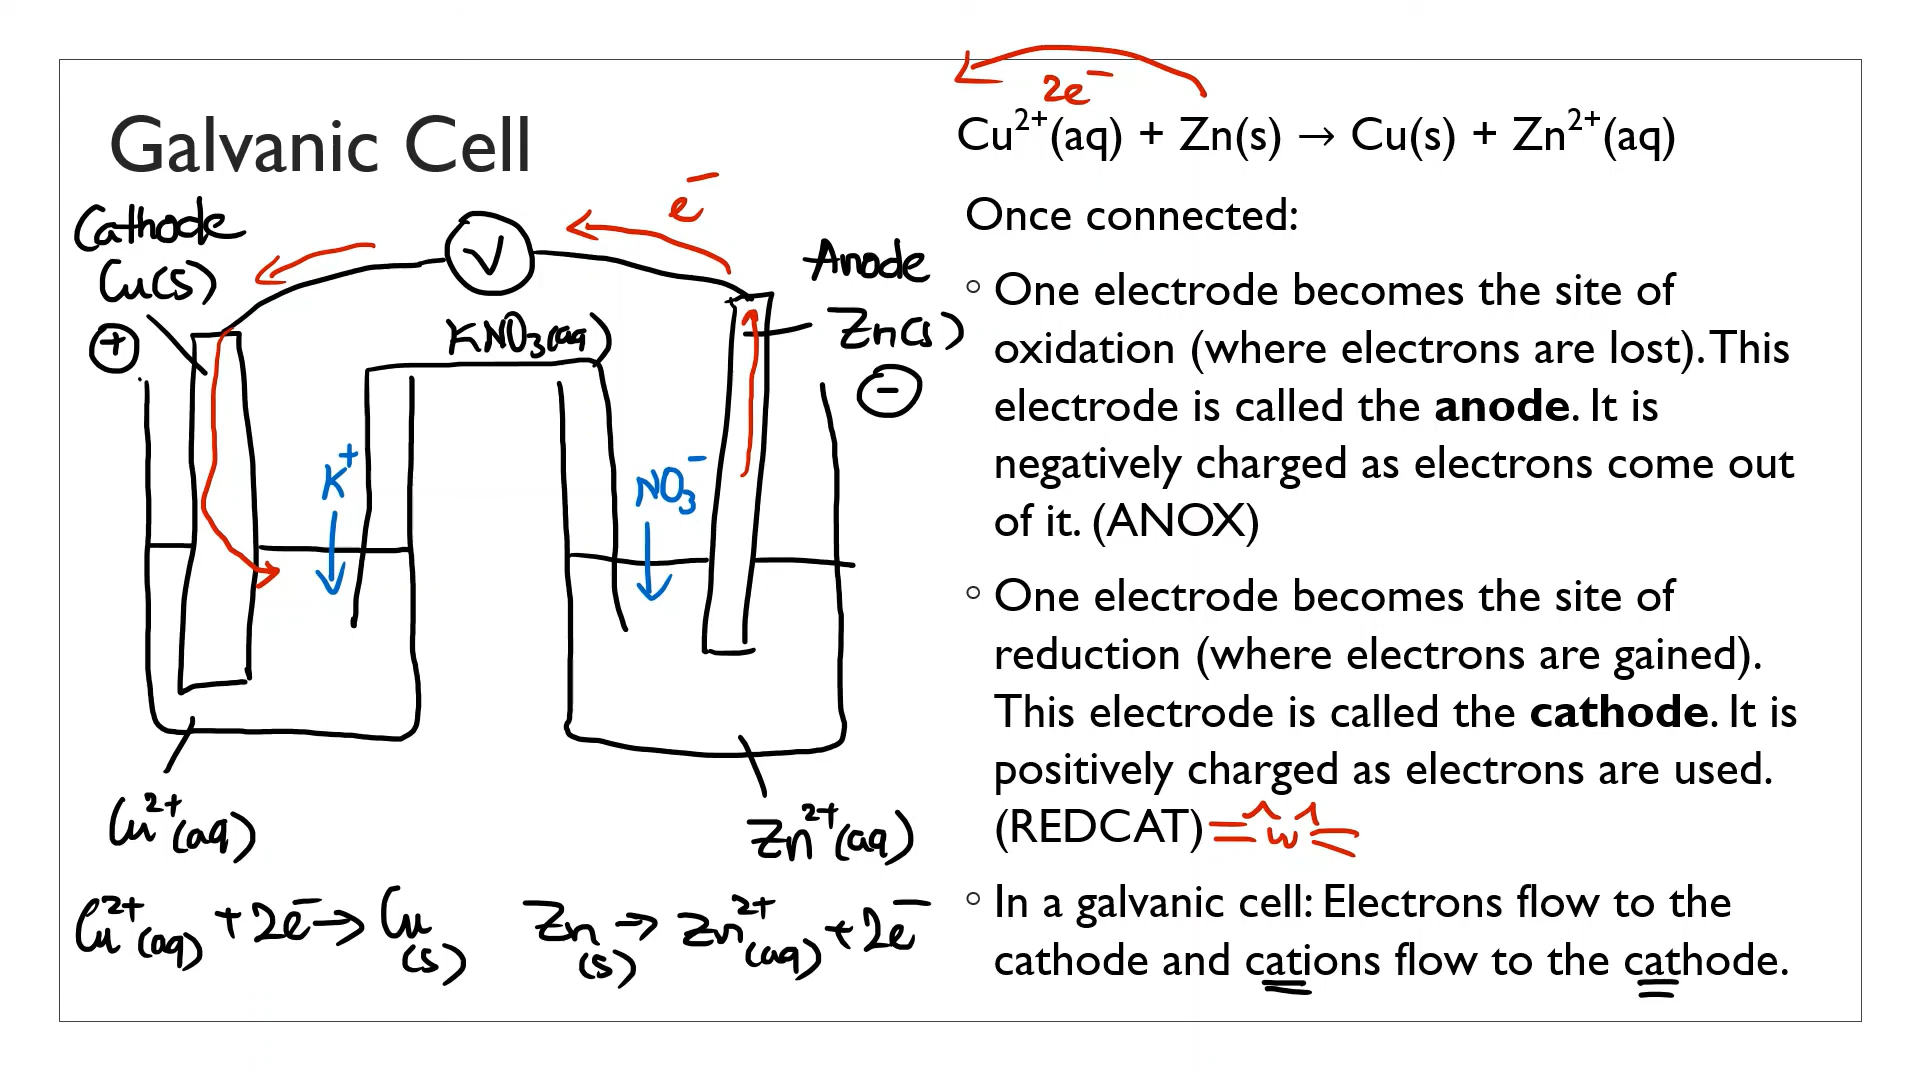 Galvanic Cell
Cathode
Cu(s)
+
V
e⁻
KNO₃(aq)
Anode
Zn(s)
-
K⁺
NO₃⁻
Cu²⁺(aq)
Zn²⁺(aq)
Cu²⁺(aq) + 2e⁻ → Cu(s)
Zn(s) → Zn²⁺(aq) + 2e⁻
2e⁻
Cu²⁺(aq) + Zn(s) → Cu(s) + Zn²⁺(aq)
Once connected:
◦ One electrode becomes the site of
oxidation (where electrons are lost). This
electrode is called the anode. It is
negatively charged as electrons come out
of it. (ANOX)
◦ One electrode becomes the site of
reduction (where electrons are gained).
This electrode is called the cathode. It is
positively charged as electrons are used.
(REDCAT) =^w^=
◦ In a galvanic cell: Electrons flow to the
cathode and cations flow to the cathode.